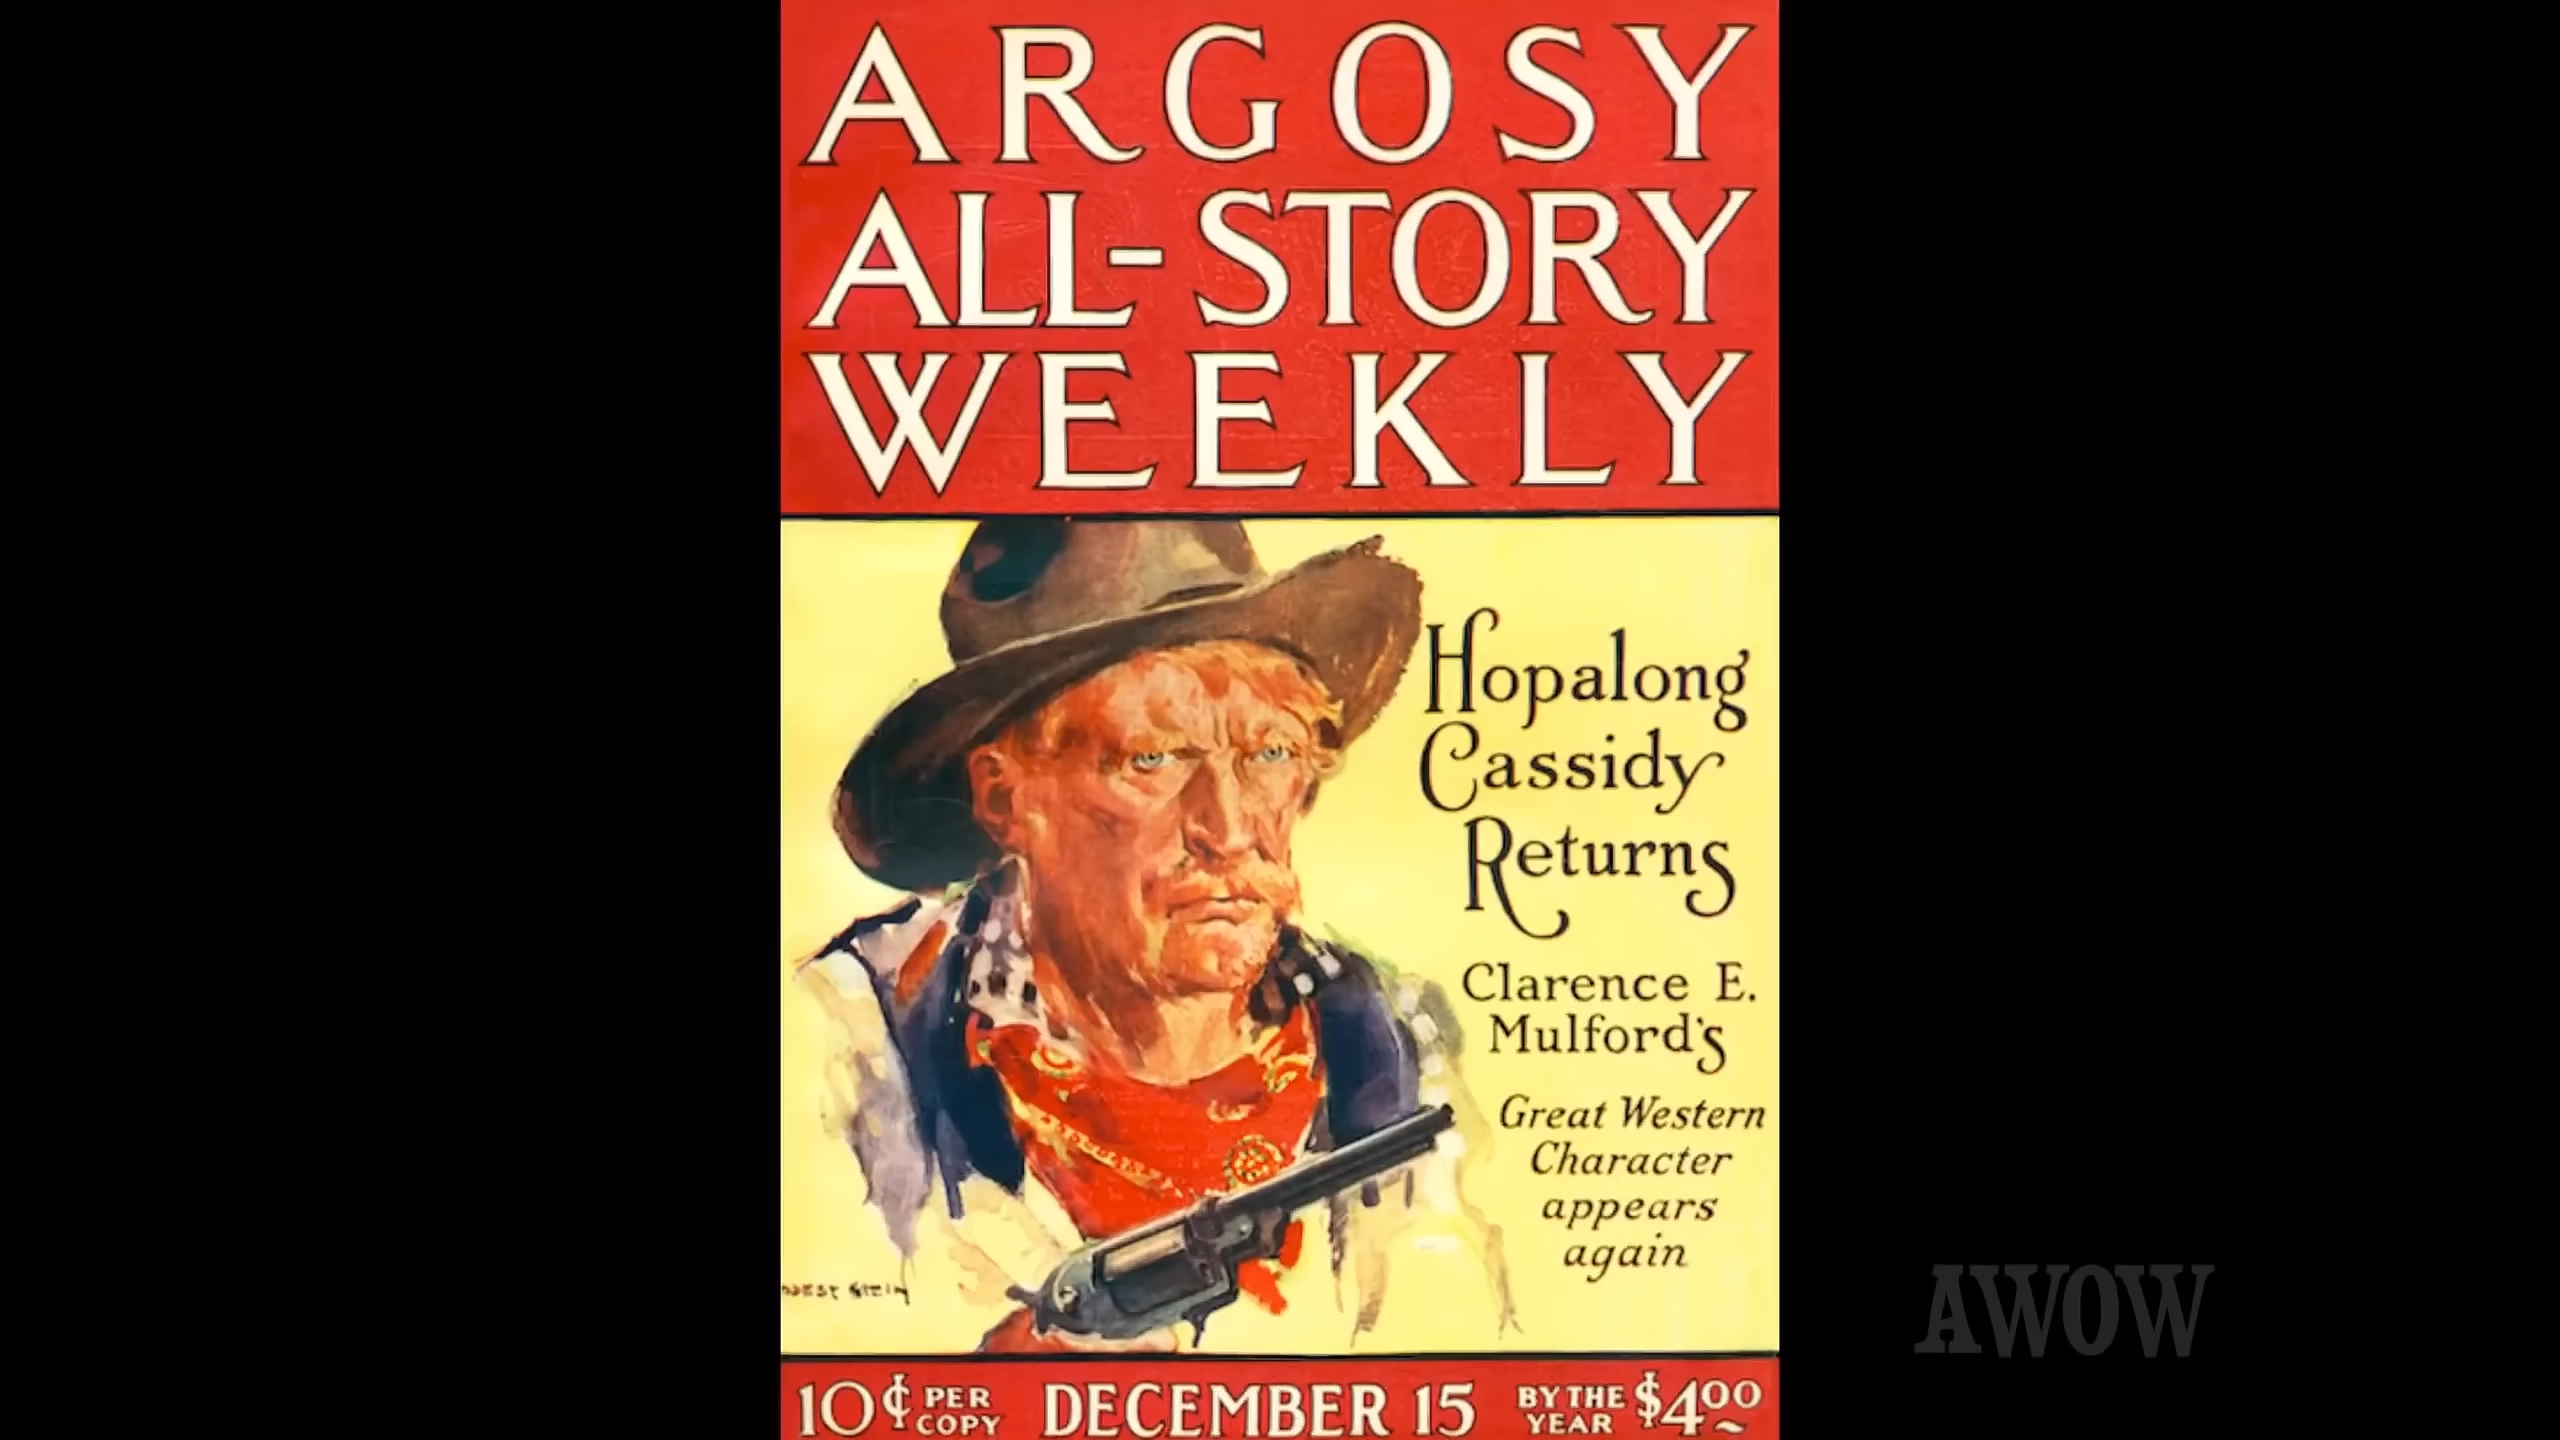 ARGOSY
ALL-STORY
WEEKLY
Hopalong
Cassidy
Returns
Clarence E.
Mulford's
Great Western
Character
appears
again
10¢ PER COPY DECEMBER 15 BY THE YEAR $4.00
AWOW